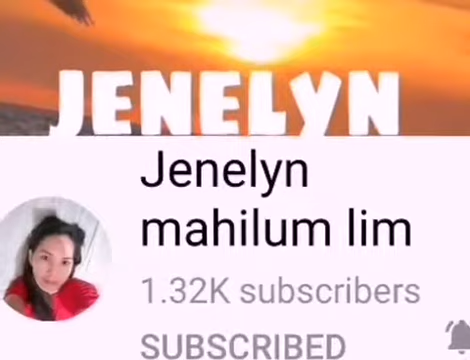 JENELYN
Jenelyn
mahilum lim
1.32K subscribers
SUBSCRIBED